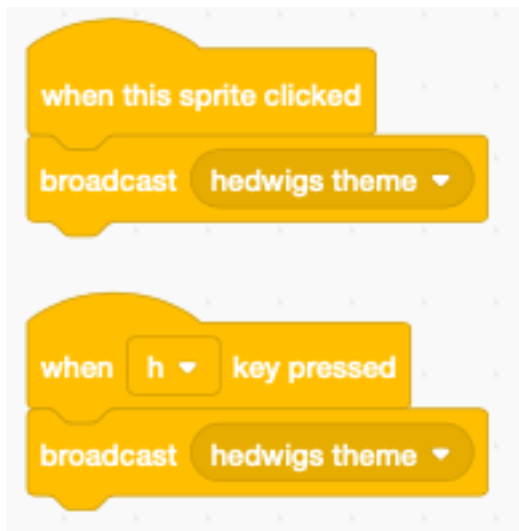 when this sprite clicked
broadcast hedwigs theme
when h key pressed
broadcast hedwigs theme